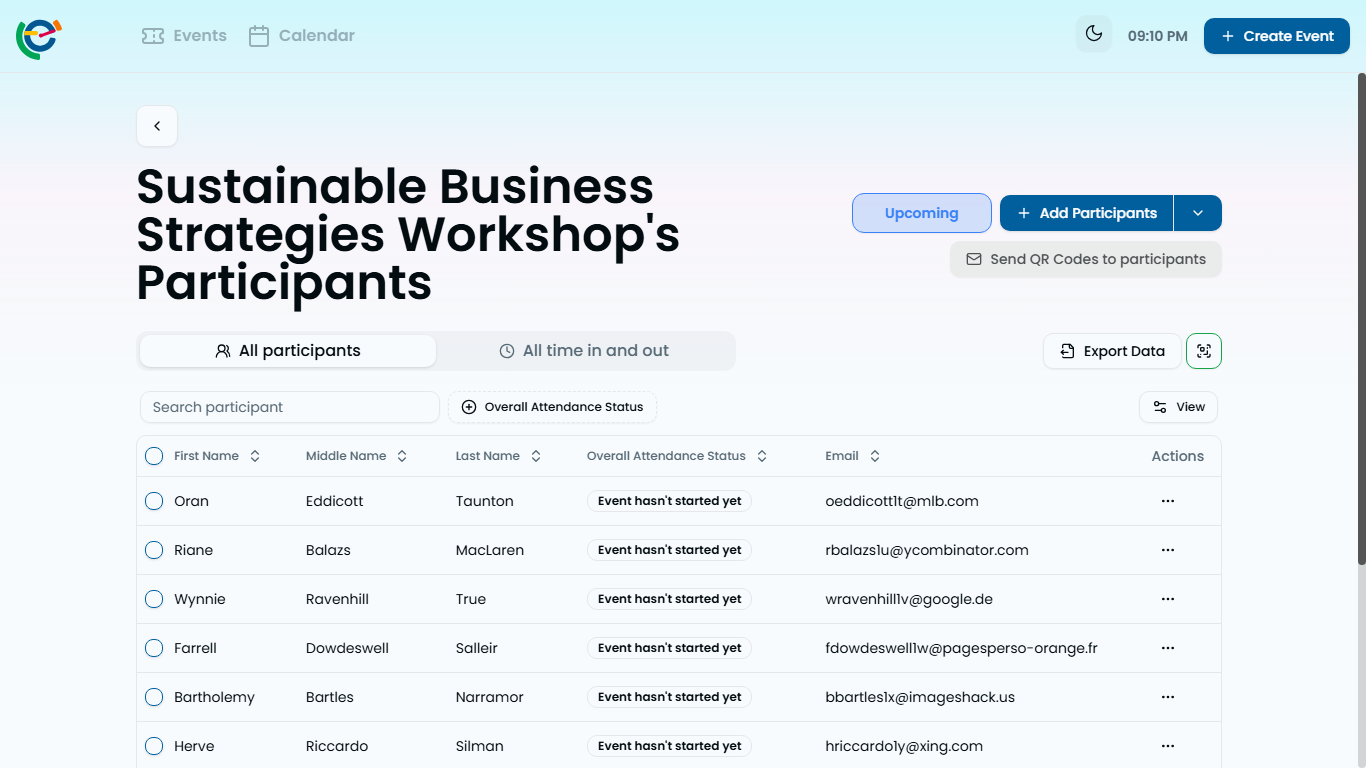 Events
Calendar
09:10 PM
Create Event
Sustainable Business
Strategies Workshop's
Participants
Upcoming
Add Participants
Send QR Codes to participants
All participants
All time in and out
Export Data
Search participant
Overall Attendance Status
View
First Name Middle Name Last Name Overall Attendance Status Email Actions
Oran Eddicott Taunton Event hasn't started yet oeddicott1t@mlb.com
Riane Balazs MacLaren Event hasn't started yet rbalazs1u@ycombinator.com
Wynnie Ravenhill True Event hasn't started yet wravenhill1v@google.de
Farrell Dowdeswell Salleir Event hasn't started yet fdowdeswell1w@pagesperso-orange.fr
Bartholemy Bartles Narramor Event hasn't started yet bbartles1x@imageshack.us
Herve Riccardo Silman Event hasn't started yet hriccardo1y@xing.com